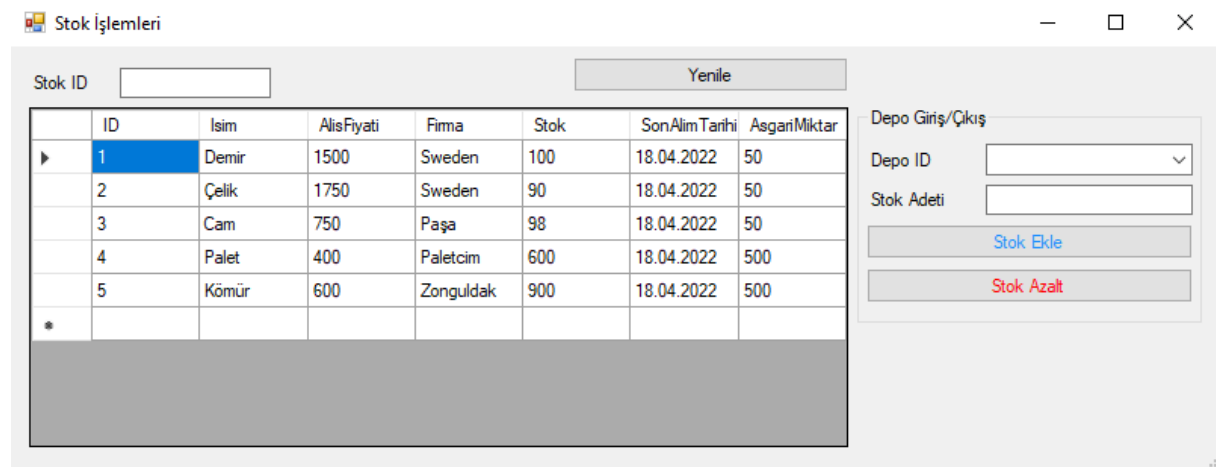 Stok İşlemleri
Stok ID
Yenile
ID Isim AlisFiyati Firma Stok SonAlimTarihi AsgariMiktar
1 Demir 1500 Sweden 100 18.04.2022 50
2 Çelik 1750 Sweden 90 18.04.2022 50
3 Cam 750 Paşa 98 18.04.2022 50
4 Palet 400 Paletcim 600 18.04.2022 500
5 Kömür 600 Zonguldak 900 18.04.2022 500
Depo Giriş/Çıkış
Depo ID
Stok Adeti
Stok Ekle
Stok Azalt